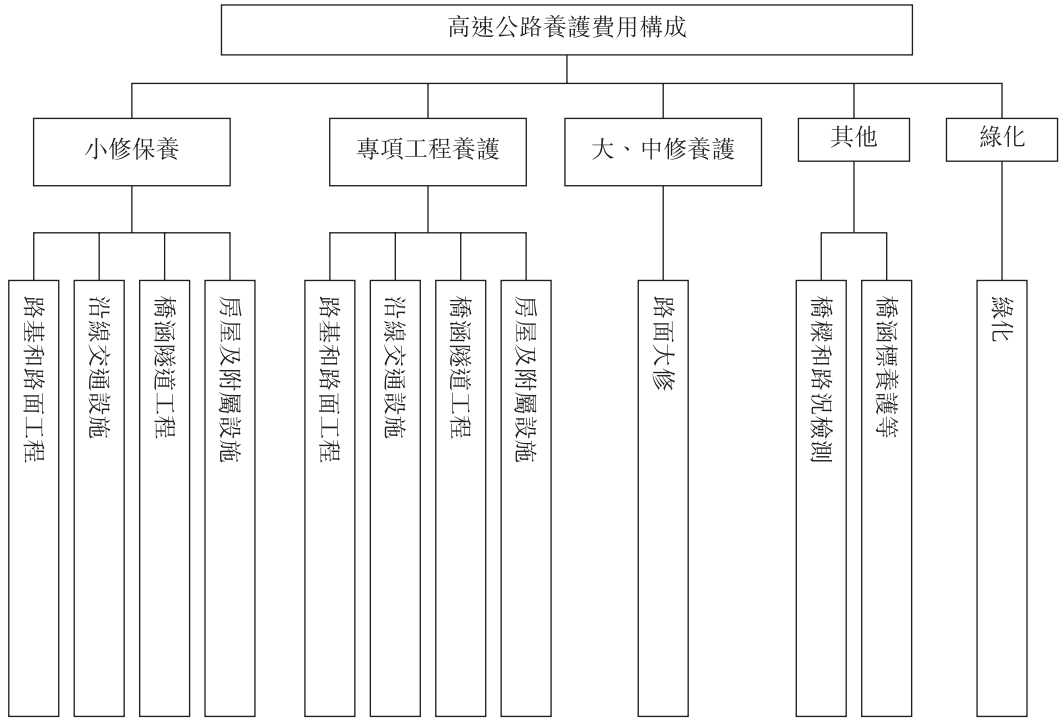 高速公路養護費用構成
小修保養
專項工程養護
大、中修養護
其他
綠化
路基和路面工程
沿線交通設施
橋涵隧道工程
房屋及附屬設施
路基和路面工程
沿線交通設施
橋涵隧道工程
房屋及附屬設施
路面大修
橋樑和路況檢測
橋涵標養護等
綠化